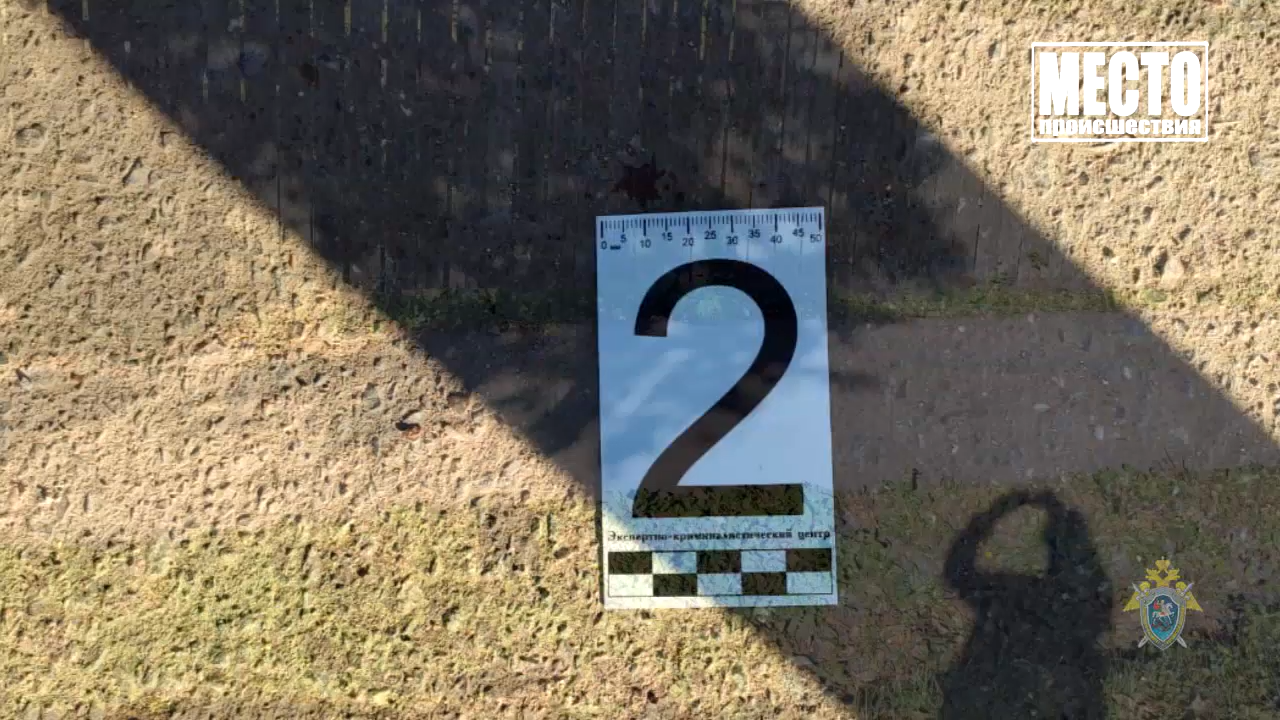 МЕСТО
происшествия
0 5 10 15 20 25 30 35 40 45 50
2
Экспертно-криминалистический центр